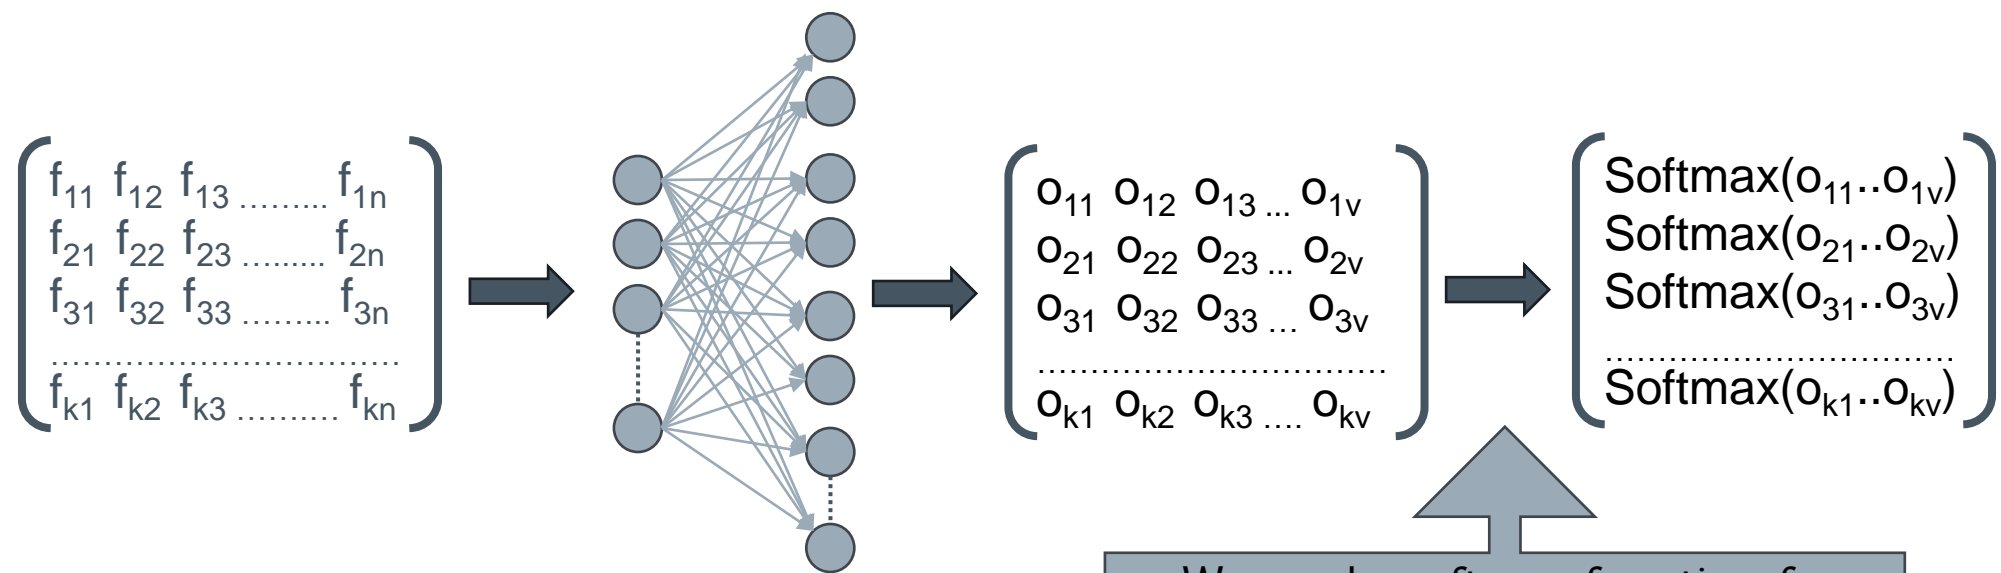 f11 f12 f13 ……... f1n
f21 f22 f23 ……..... f2n
f31 f32 f33 ……... f3n
……………………………
fk1 fk2 fk3 ………. fkn
o11 o12 o13 ... o1v
o21 o22 o23 ... o2v
o31 o32 o33 ... o3v
……………………………
ok1 ok2 ok3 .... okv
Softmax(o11..o1v)
Softmax(o21..o2v)
Softmax(o31..o3v)
……………………………
Softmax(ok1..okv)